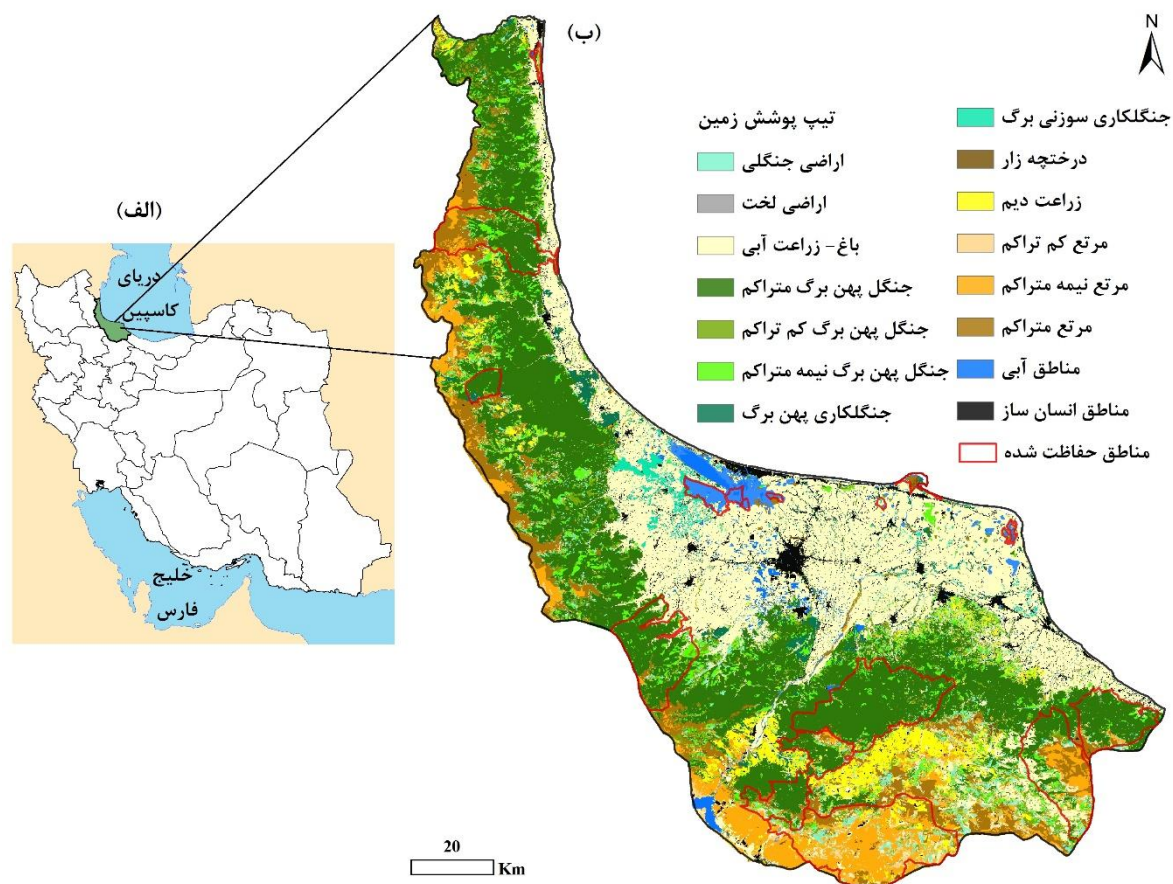 (الف)
دریای
کاسپین
خلیج
فارس
(ب)
N
تیپ پوشش زمین
اراضی جنگلی
اراضی لخت
باغ- زراعت آبی
جنگل پهن برگ متراکم
جنگل پهن برگ کم تراکم
جنگل پهن برگ نیمه متراکم
جنگلکاری پهن برگ
جنگلکاری سوزنی برگ
درختچه زار
زراعت دیم
مرتع کم تراکم
مرتع نیمه متراکم
مرتع متراکم
مناطق آبی
مناطق انسان ساز
مناطق حفاظت شده
20
Km